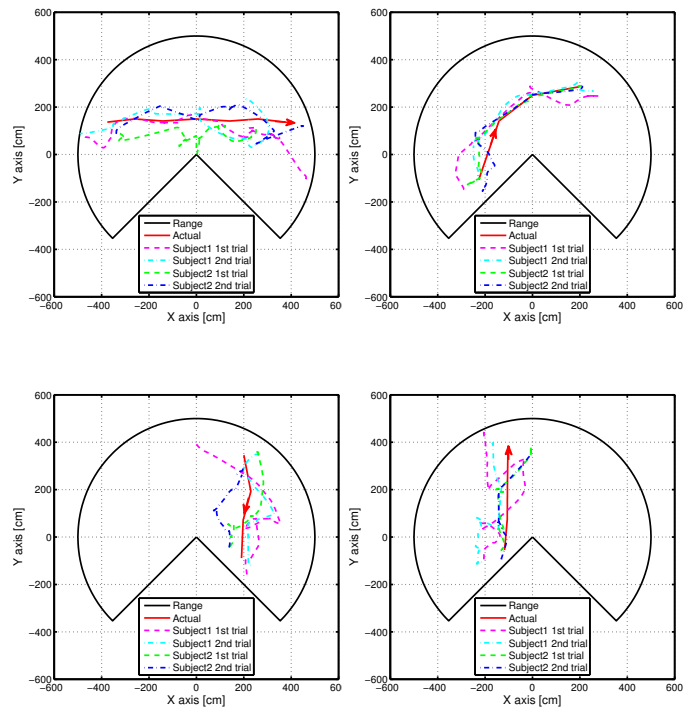 600
400
200
0
−200
−400
−600
Y axis [cm]
Range
Actual
Subject1 1st trial
Subject1 2nd trial
Subject2 1st trial
Subject2 2nd trial
−600 −400 −200 0 200 400 60
X axis [cm]
600
400
200
0
−200
−400
−600
Y axis [cm]
Range
Actual
Subject1 1st trial
Subject1 2nd trial
Subject2 1st trial
Subject2 2nd trial
−600 −400 −200 0 200 400 600
X axis [cm]
600
400
200
0
−200
−400
−600
Y axis [cm]
Range
Actual
Subject1 1st trial
Subject1 2nd trial
Subject2 1st trial
Subject2 2nd trial
−600 −400 −200 0 200 400 60
X axis [cm]
600
400
200
0
−200
−400
−600
Y axis [cm]
Range
Actual
Subject1 1st trial
Subject1 2nd trial
Subject2 1st trial
Subject2 2nd trial
−600 −400 −200 0 200 400 600
X axis [cm]